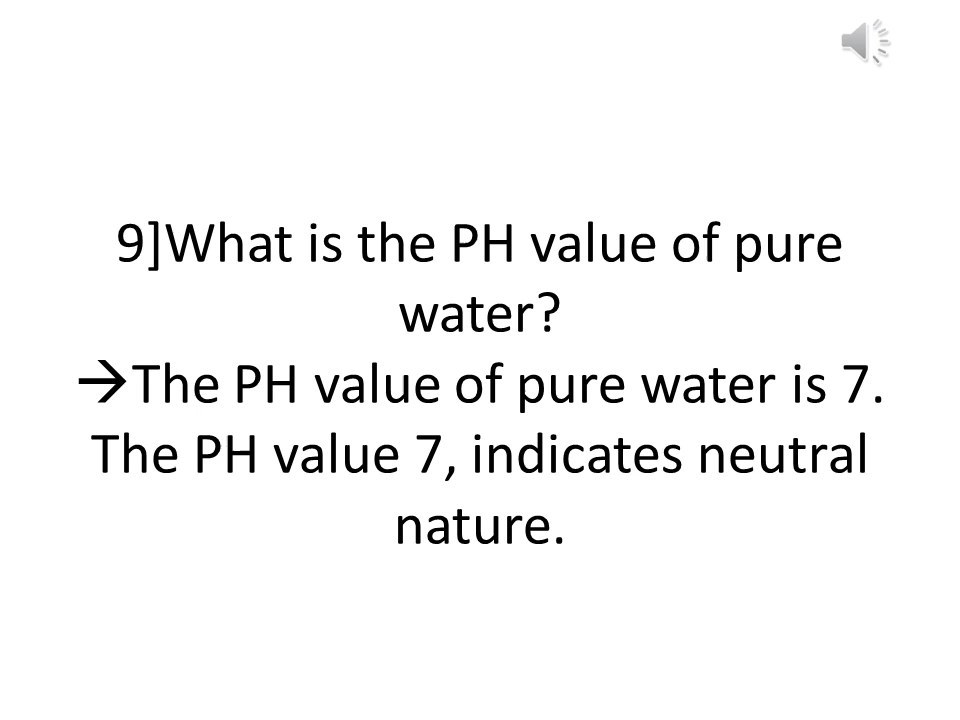 9]What is the PH value of pure
water?
→The PH value of pure water is 7.
The PH value 7, indicates neutral
nature.